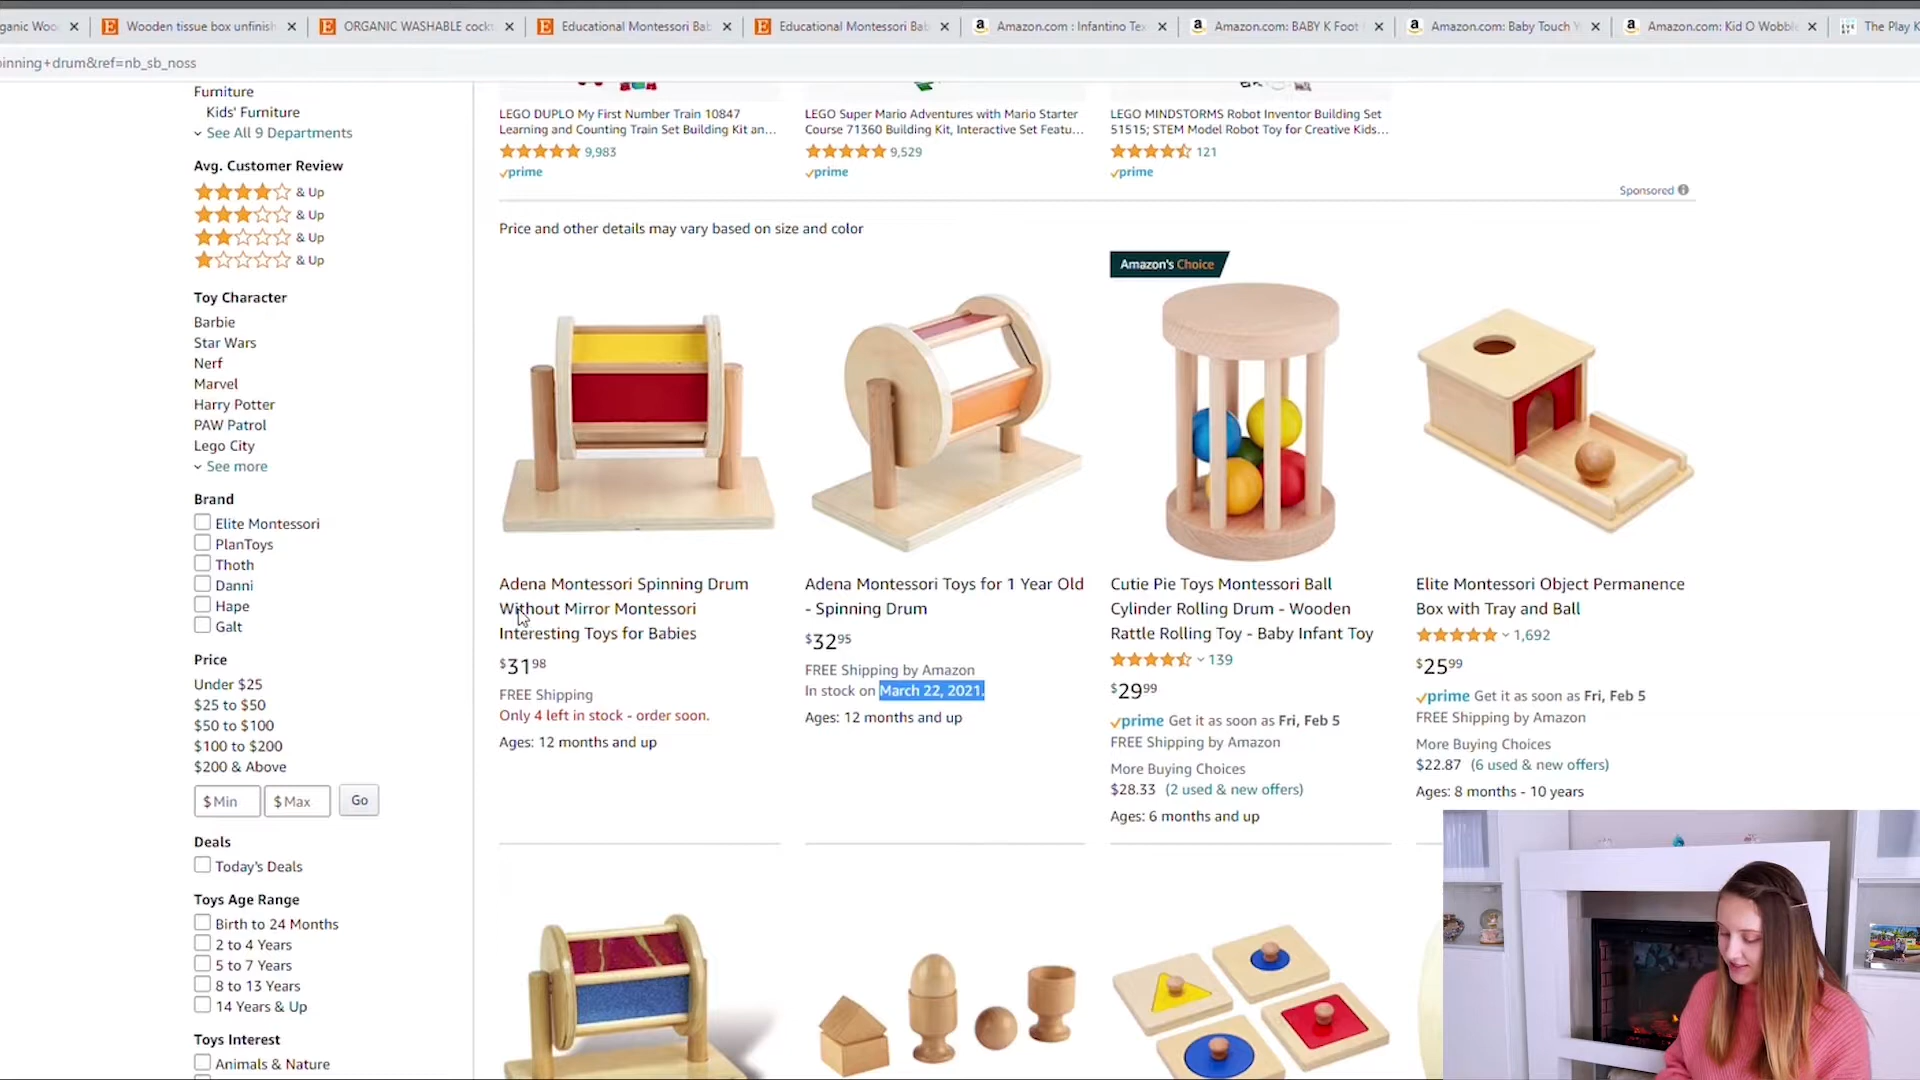 ganic Woo
Wooden tissue box unfinish
ORGANIC WASHABLE cockt
Educational Montessori Bab
Educational Montessori Bab
Amazon.com : Infantino Tex
Amazon.com: BABY K Foot
Amazon.com: Baby Touch Y
Amazon.com: Kid O Wobble
The Play K
inning+drum&ref=nb_sb_noss
Furniture
Kids' Furniture
See All 9 Departments
Avg. Customer Review
& Up
& Up
& Up
& Up
Toy Character
Barbie
Star Wars
Nerf
Marvel
Harry Potter
PAW Patrol
Lego City
See more
Brand
Elite Montessori
PlanToys
Thoth
Danni
Hape
Galt
Price
Under $25
$25 to $50
$50 to $100
$100 to $200
$200 & Above
$ Min
$ Max
Go
Deals
Today's Deals
Toys Age Range
Birth to 24 Months
2 to 4 Years
5 to 7 Years
8 to 13 Years
14 Years & Up
Toys Interest
Animals & Nature
LEGO DUPLO My First Number Train 10847
Learning and Counting Train Set Building Kit an...
9,983
prime
LEGO Super Mario Adventures with Mario Starter
Course 71360 Building Kit, Interactive Set Featu...
9,529
prime
LEGO MINDSTORMS Robot Inventor Building Set
51515; STEM Model Robot Toy for Creative Kids...
121
prime
Sponsored
Price and other details may vary based on size and color
Adena Montessori Spinning Drum
Without Mirror Montessori
Interesting Toys for Babies
$31 98
FREE Shipping
Only 4 left in stock - order soon.
Ages: 12 months and up
Adena Montessori Toys for 1 Year Old
- Spinning Drum
$32 95
FREE Shipping by Amazon
In stock on March 22, 2021.
Ages: 12 months and up
Amazon's Choice
Cutie Pie Toys Montessori Ball
Cylinder Rolling Drum - Wooden
Rattle Rolling Toy - Baby Infant Toy
139
$29 99
prime Get it as soon as Fri, Feb 5
FREE Shipping by Amazon
More Buying Choices
$28.33 (2 used & new offers)
Ages: 6 months and up
Elite Montessori Object Permanence
Box with Tray and Ball
1,692
$25 99
prime Get it as soon as Fri, Feb 5
FREE Shipping by Amazon
More Buying Choices
$22.87 (6 used & new offers)
Ages: 8 months - 10 years